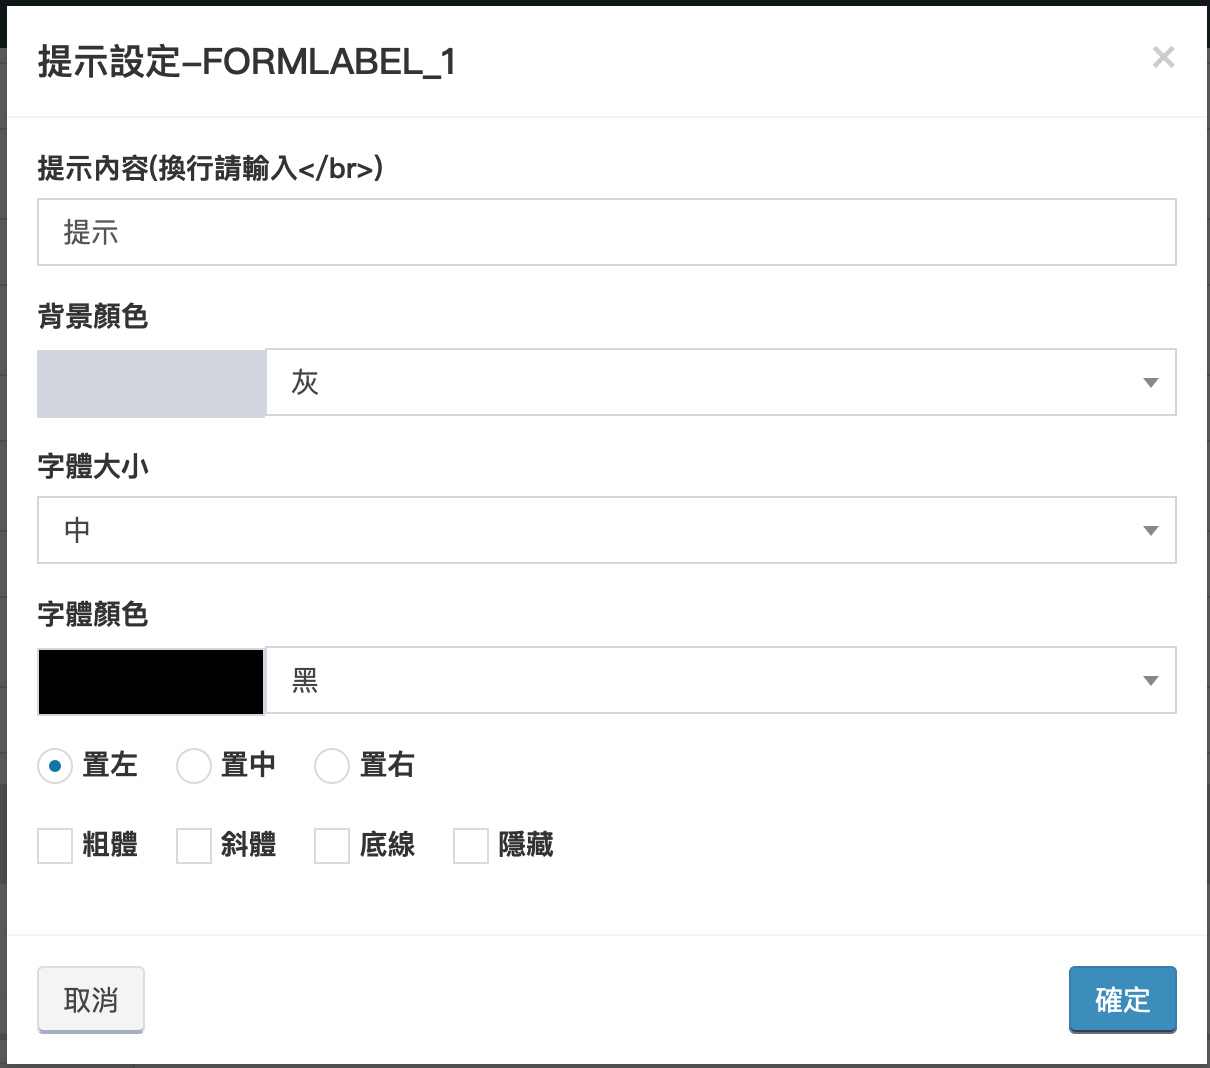 提示設定-FORMLABEL_1
×
提示內容(換行請輸入</br>)
提示
背景顏色
灰
字體大小
中
字體顏色
黑
置左 置中 置右
粗體 斜體 底線 隱藏
取消 確定